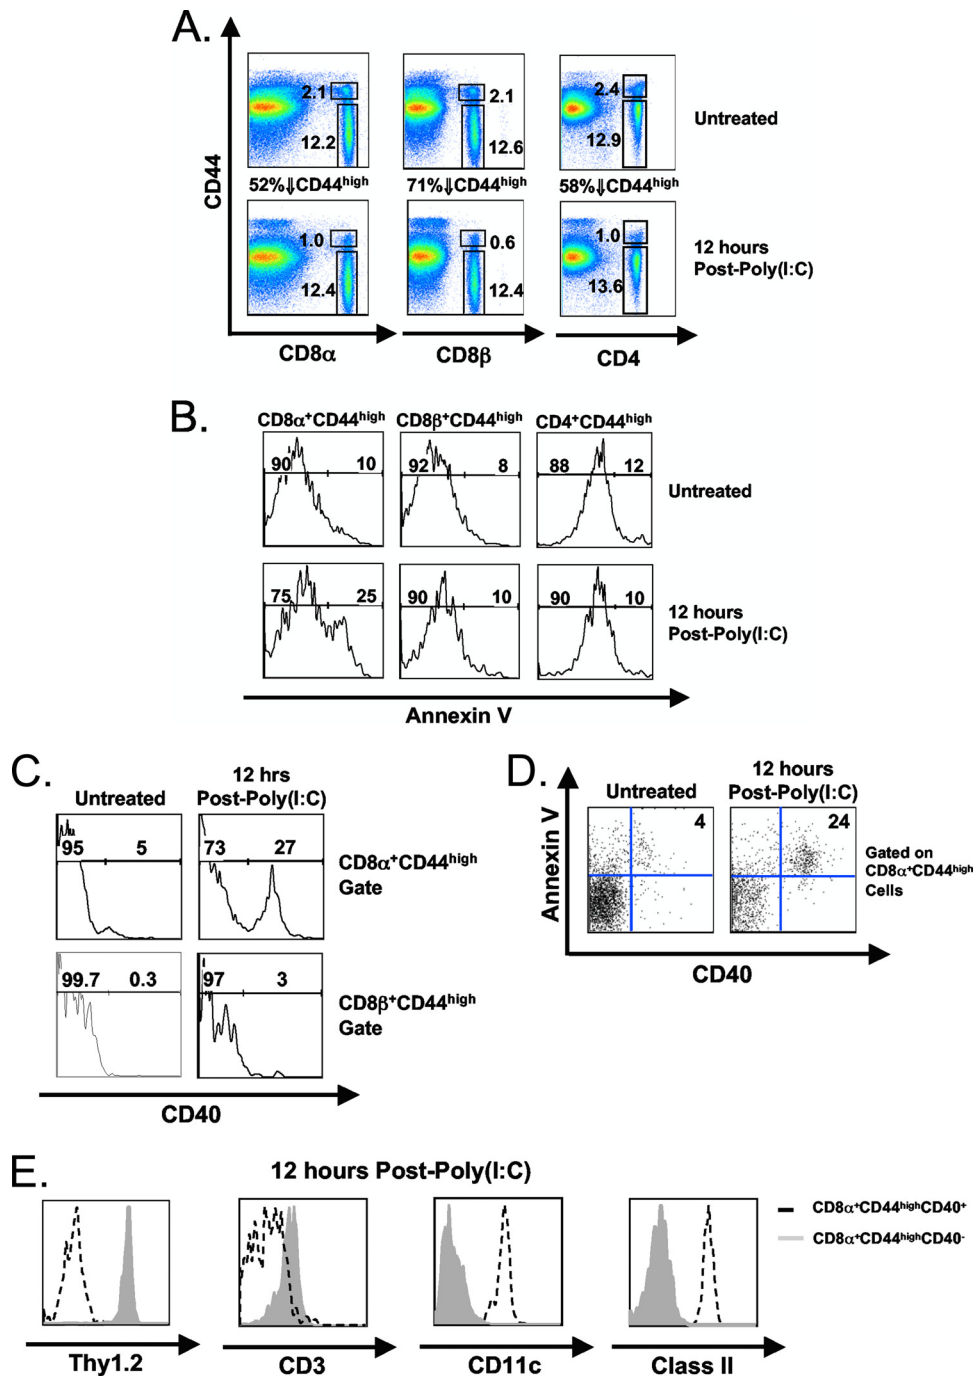 A.
CD44
2.1
12.2
2.1
12.6
2.4
12.9
Untreated
52%⇓CD44high
71%⇓CD44high
58%⇓CD44high
1.0
12.4
0.6
12.4
1.0
13.6
12 hours
Post-Poly(I:C)
CD8α
CD8β
CD4
B.
CD8α+CD44high
CD8β+CD44high
CD4+CD44high
90
10
92
8
88
12
Untreated
75
25
90
10
90
10
12 hours
Post-Poly(I:C)
Annexin V
C.
Untreated
12 hrs
Post-Poly(I:C)
95
5
73
27
CD8α+CD44high
Gate
99.7
0.3
97
3
CD8β+CD44high
Gate
CD40
D.
Untreated
12 hours
Post-Poly(I:C)
Annexin V
4
24
Gated on
CD8α+CD44high
Cells
CD40
E.
12 hours Post-Poly(I:C)
CD8α+CD44highCD40+
CD8α+CD44highCD40-
Thy1.2
CD3
CD11c
Class II